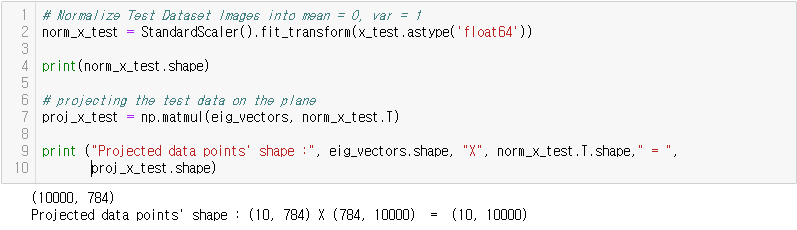 1 # Normalize Test Dataset Images into mean = 0, var = 1
2 norm_x_test = StandardScaler().fit_transform(x_test.astype('float64'))
3
4 print(norm_x_test.shape)
5
6 # projecting the test data on the plane
7 proj_x_test = np.matmul(eig_vectors, norm_x_test.T)
8
9 print ("Projected data points' shape :", eig_vectors.shape, "X", norm_x_test.T.shape," = ",
10 proj_x_test.shape)
(10000, 784)
Projected data points' shape : (10, 784) X (784, 10000)  =  (10, 10000)